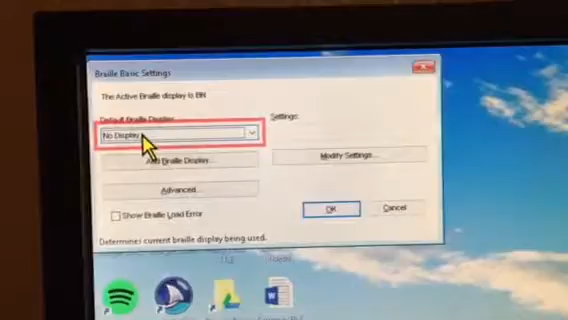 Braille Basic Settings
The Active Braille display is BN
Default Braille Display
Settings
No Display
Add Braille Display...
Modify Settings...
Advanced...
Show Braille Load Error
OK
Cancel
Determines current braille display being used.